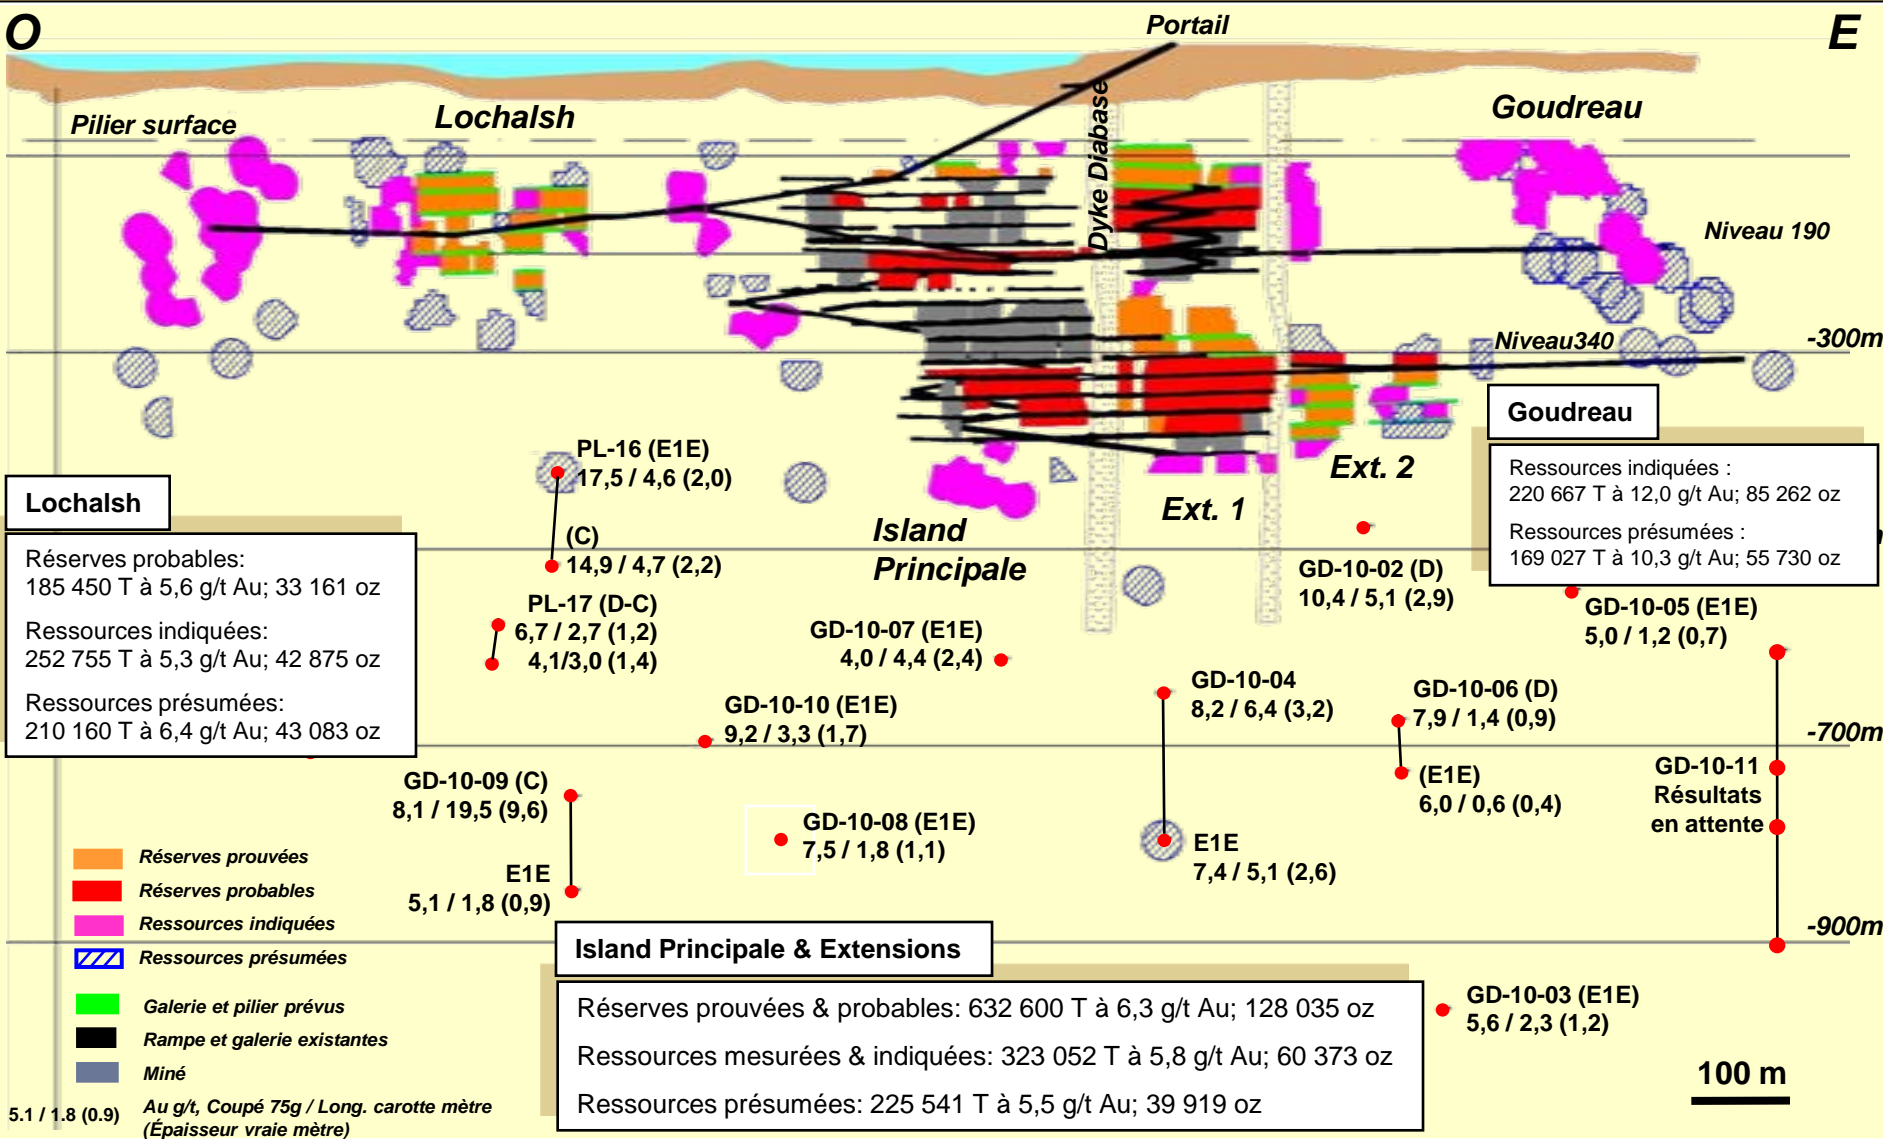 O
Portail
E
Pilier surface
Lochalsh
Dyke Diabase
Goudreau
Niveau 190
Niveau340
-300m
Goudreau
Ressources indiquées :
220 667 T à 12,0 g/t Au; 85 262 oz
Ressources présumées :
169 027 T à 10,3 g/t Au; 55 730 oz
PL-16 (E1E)
17,5 / 4,6 (2,0)
(C)
14,9 / 4,7 (2,2)
Ext. 2
Ext. 1
Island
Principale
Lochalsh
Réserves probables:
185 450 T à 5,6 g/t Au; 33 161 oz
Ressources indiquées:
252 755 T à 5,3 g/t Au; 42 875 oz
Ressources présumées:
210 160 T à 6,4 g/t Au; 43 083 oz
PL-17 (D-C)
6,7 / 2,7 (1,2)
4,1/3,0 (1,4)
GD-10-07 (E1E)
4,0 / 4,4 (2,4)
GD-10-02 (D)
10,4 / 5,1 (2,9)
GD-10-05 (E1E)
5,0 / 1,2 (0,7)
GD-10-10 (E1E)
9,2 / 3,3 (1,7)
GD-10-04
8,2 / 6,4 (3,2)
GD-10-06 (D)
7,9 / 1,4 (0,9)
-700m
(E1E)
6,0 / 0,6 (0,4)
GD-10-11
Résultats
en attente
GD-10-09 (C)
8,1 / 19,5 (9,6)
GD-10-08 (E1E)
7,5 / 1,8 (1,1)
E1E
7,4 / 5,1 (2,6)
E1E
5,1 / 1,8 (0,9)
-900m
Réserves prouvées
Réserves probables
Ressources indiquées
Ressources présumées
Galerie et pilier prévus
Rampe et galerie existantes
Miné
5.1 / 1.8 (0.9)
Au g/t, Coupé 75g / Long. carotte mètre
(Épaisseur vraie mètre)
Island Principale & Extensions
Réserves prouvées & probables: 632 600 T à 6,3 g/t Au; 128 035 oz
Ressources mesurées & indiquées: 323 052 T à 5,8 g/t Au; 60 373 oz
Ressources présumées: 225 541 T à 5,5 g/t Au; 39 919 oz
GD-10-03 (E1E)
5,6 / 2,3 (1,2)
100 m